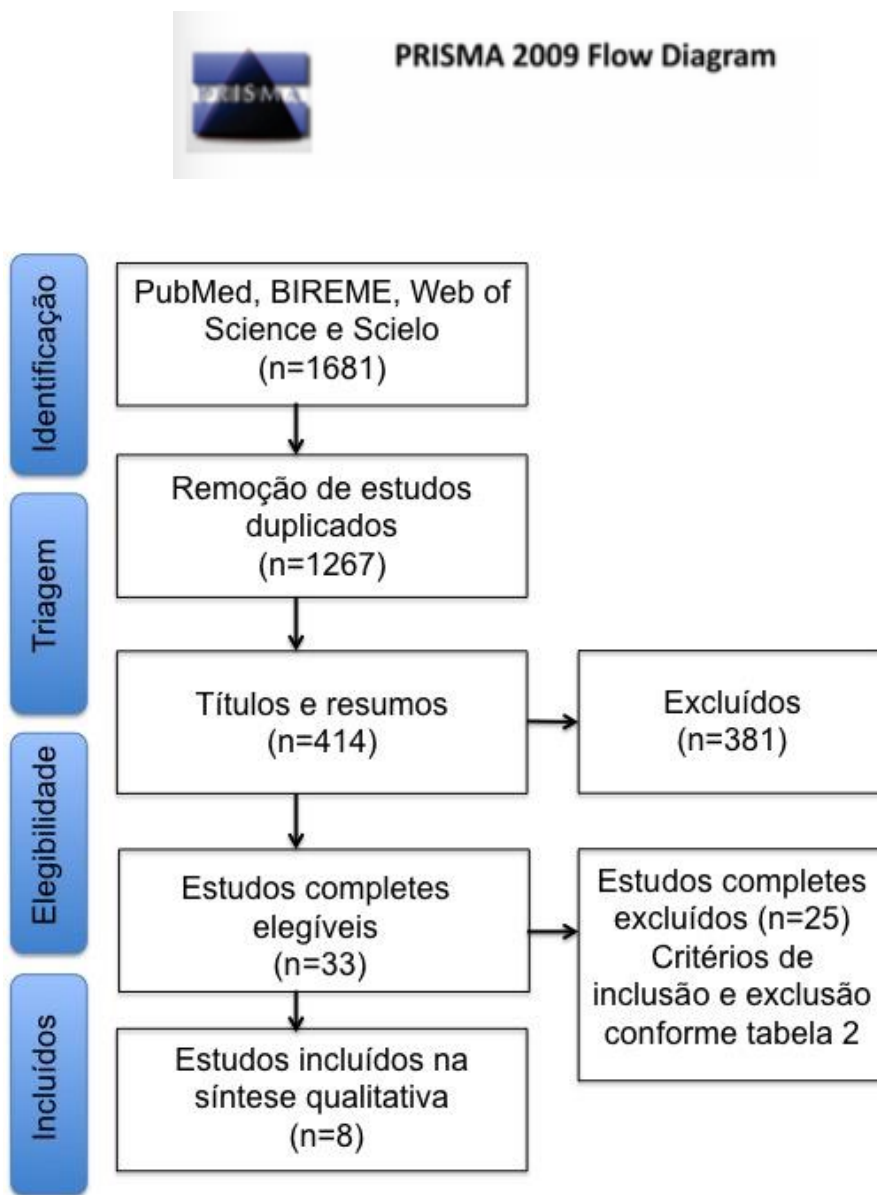 PRISMA
PRISMA 2009 Flow Diagram
Identificação
PubMed, BIREME, Web of
Science e Scielo
(n=1681)
Remoção de estudos
duplicados
(n=1267)
Triagem
Títulos e resumos
(n=414)
Excluídos
(n=381)
Elegibilidade
Estudos completes
elegíveis
(n=33)
Estudos completes
excluídos (n=25)
Critérios de
inclusão e exclusão
conforme tabela 2
Incluídos
Estudos incluídos na
síntese qualitativa
(n=8)